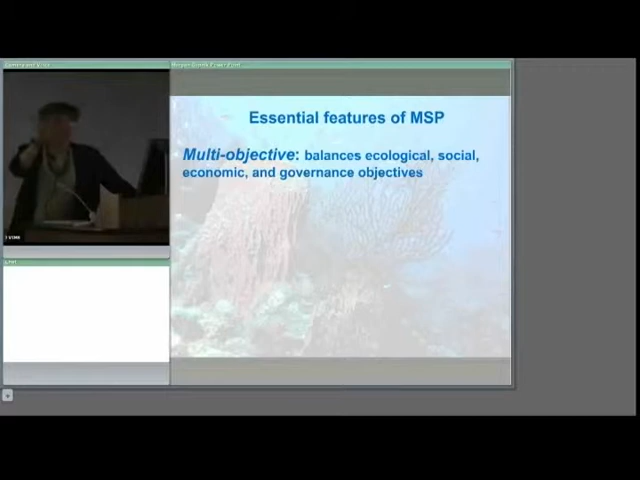 Essential features of MSP
Multi-objective: balances ecological, social,
economic, and governance objectives